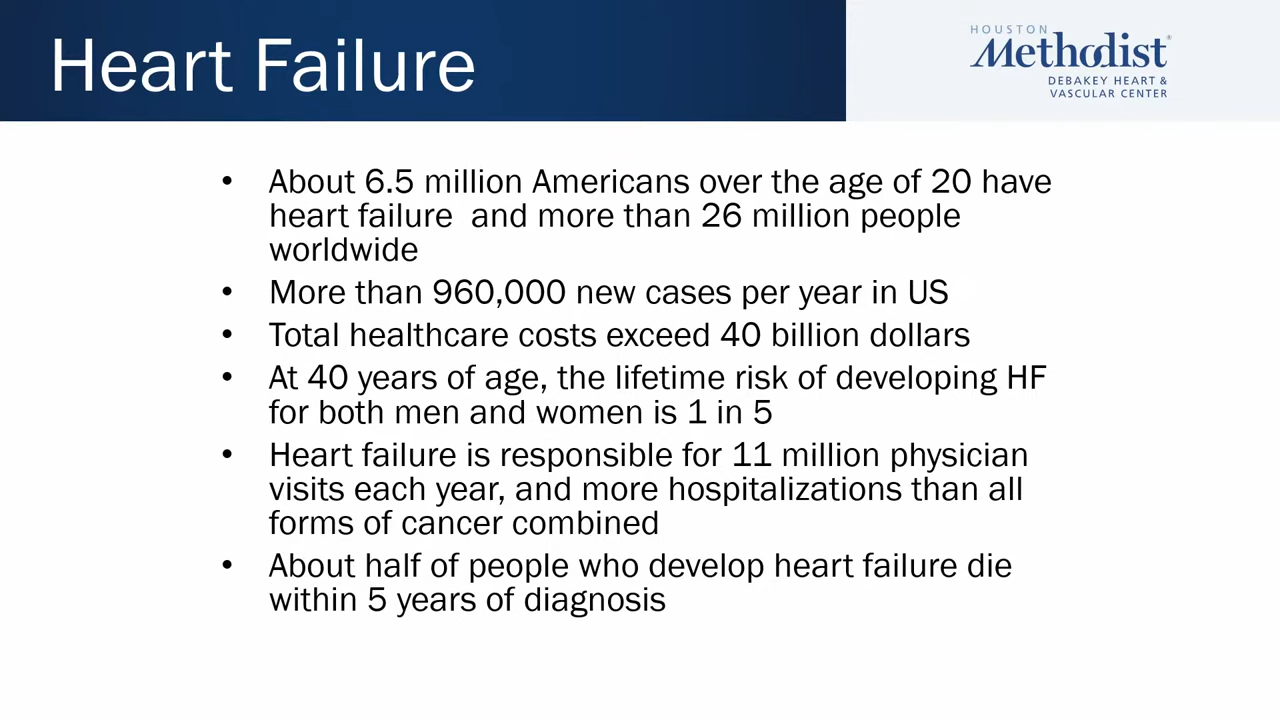 Heart Failure
HOUSTON
Methodist®
DEBAKEY HEART &
VASCULAR CENTER
• About 6.5 million Americans over the age of 20 have
heart failure  and more than 26 million people
worldwide
• More than 960,000 new cases per year in US
• Total healthcare costs exceed 40 billion dollars
• At 40 years of age, the lifetime risk of developing HF
for both men and women is 1 in 5
• Heart failure is responsible for 11 million physician
visits each year, and more hospitalizations than all
forms of cancer combined
• About half of people who develop heart failure die
within 5 years of diagnosis